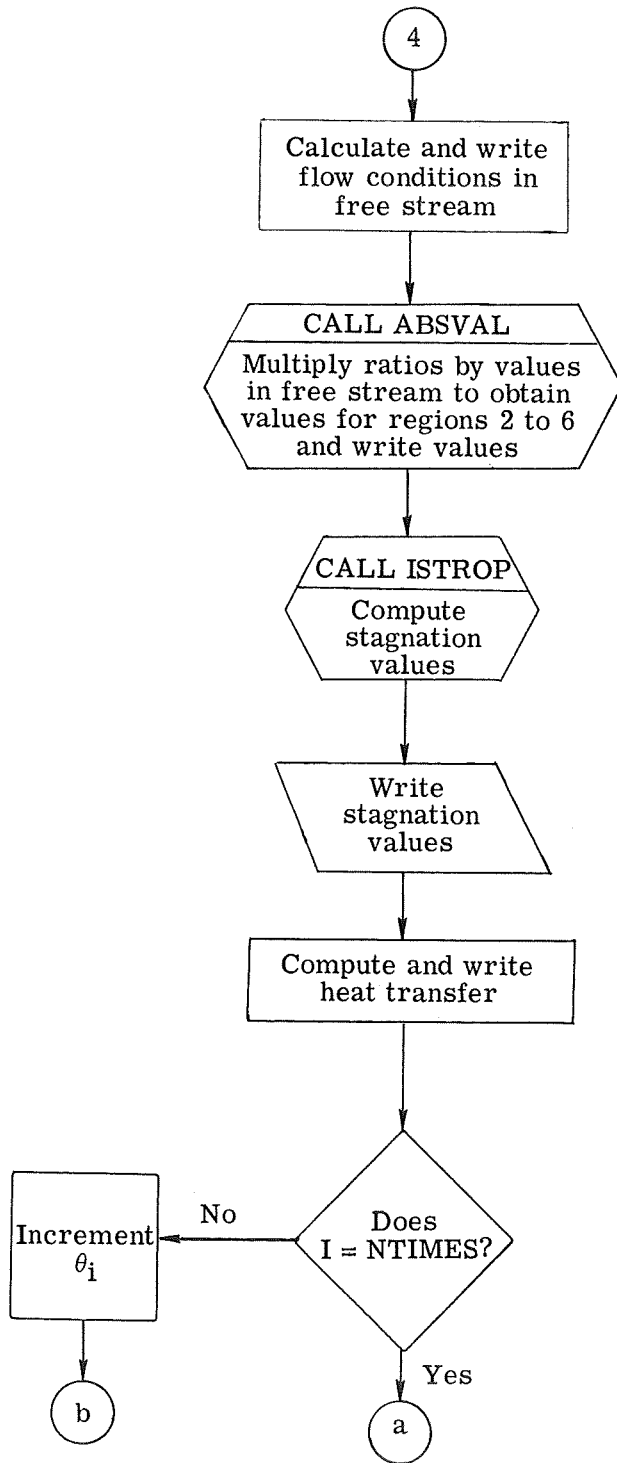 4
Calculate and write
flow conditions in
free stream
CALL ABSVAL
Multiply ratios by values
in free stream to obtain
values for regions 2 to 6
and write values
CALL ISTROP
Compute
stagnation
values
Write
stagnation
values
Compute and write
heat transfer
Does
I = NTIMES?
No
Increment
θi
Yes
b
a